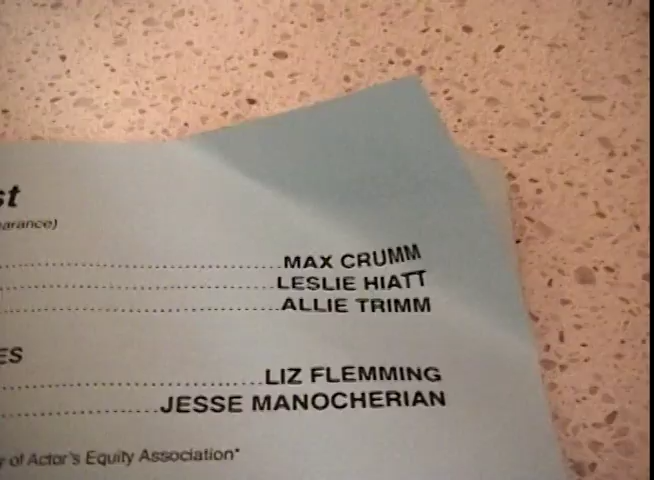 st
arance)
MAX CRUMM
LESLIE HIATT
ALLIE TRIMM
ES
LIZ FLEMMING
JESSE MANOCHERIAN
y of Actor's Equity Association*